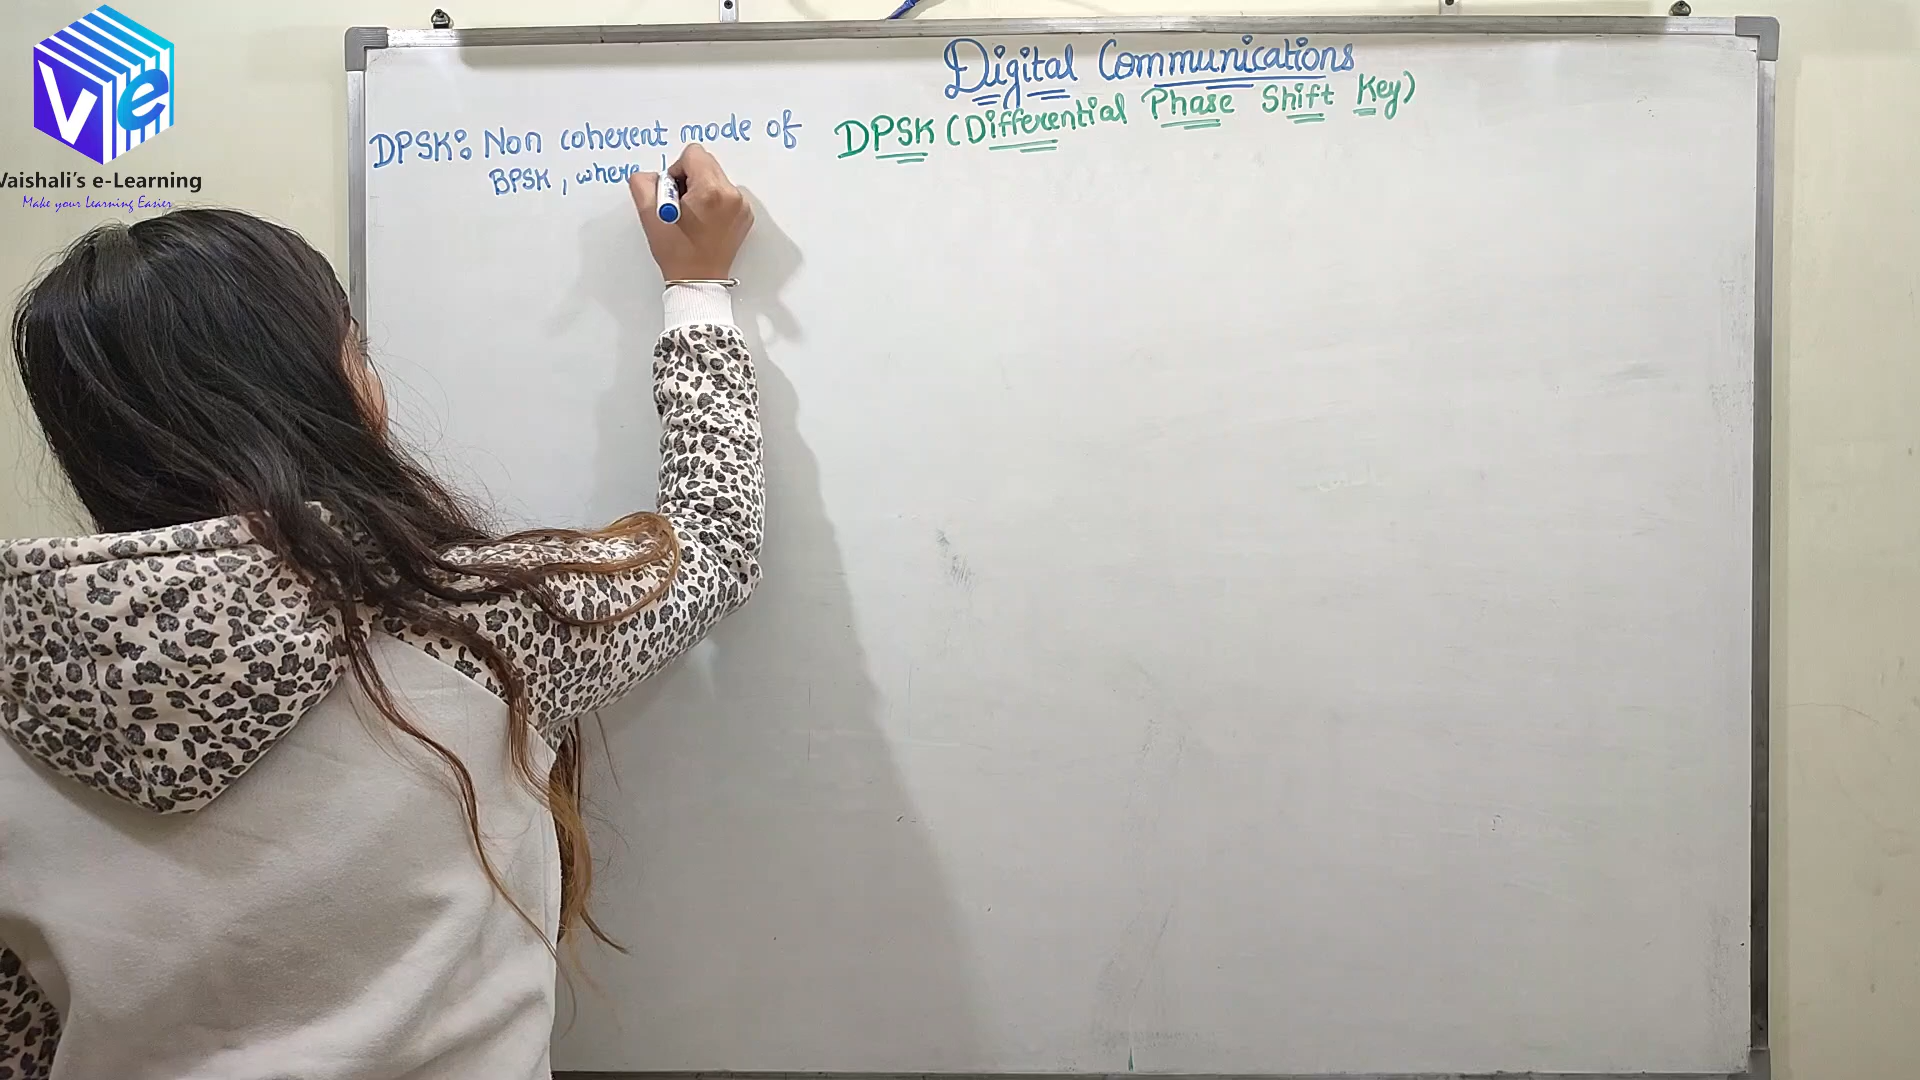 Ve
Vaishali's e-Learning
Make your Learning Easier
Digital Communications
DPSK (Differential Phase Shift Key)
DPSK: Non coherent mode of
BPSK, where